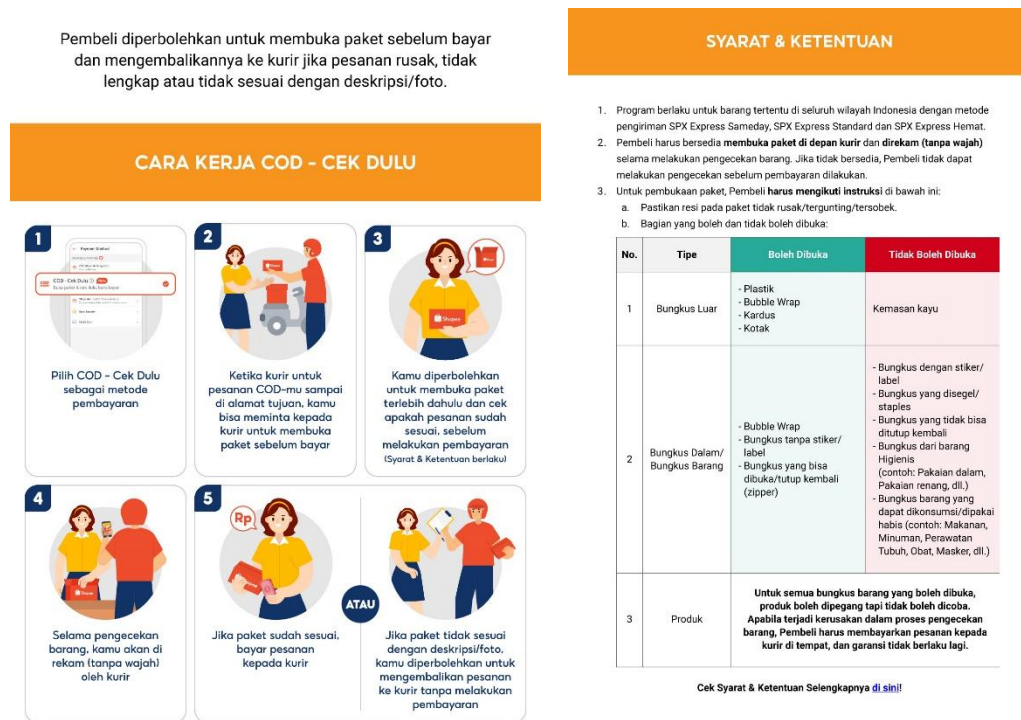 Pembeli diperbolehkan untuk membuka paket sebelum bayar
dan mengembalikannya ke kurir jika pesanan rusak, tidak
lengkap atau tidak sesuai dengan deskripsi/foto.
CARA KERJA COD - CEK DULU
1
COD - Cek Dulu
Pilih COD - Cek Dulu
sebagai metode
pembayaran
2
Ketika kurir untuk
pesanan COD-mu sampai
di alamat tujuan, kamu
bisa meminta kepada
kurir untuk membuka
paket sebelum bayar
3
Shopee
Kamu diperbolehkan
untuk membuka paket
terlebih dahulu dan cek
apakah pesanan sudah
sesuai, sebelum
melakukan pembayaran
(Syarat & Ketentuan berlaku)
4
Selama pengecekan
barang, kamu akan di
rekam (tanpa wajah)
oleh kurir
5
Rp
Jika paket sudah sesuai,
bayar pesanan
kepada kurir
ATAU
Jika paket tidak sesuai
dengan deskripsi/foto,
kamu diperbolehkan untuk
mengembalikan pesanan
ke kurir tanpa melakukan
pembayaran
SYARAT & KETENTUAN
1. Program berlaku untuk barang tertentu di seluruh wilayah Indonesia dengan metode
pengiriman SPX Express Sameday, SPX Express Standard dan SPX Express Hemat.
2. Pembeli harus bersedia membuka paket di depan kurir dan direkam (tanpa wajah)
selama melakukan pengecekan barang. Jika tidak bersedia, Pembeli tidak dapat
melakukan pengecekan sebelum pembayaran dilakukan.
3. Untuk pembukaan paket, Pembeli harus mengikuti instruksi di bawah ini:
a. Pastikan resi pada paket tidak rusak/tergunting/tersobek.
b. Bagian yang boleh dan tidak boleh dibuka:
No. Tipe Boleh Dibuka Tidak Boleh Dibuka
1
Bungkus Luar
- Plastik
- Bubble Wrap
- Kardus
- Kotak
Kemasan kayu
2
Bungkus Dalam/
Bungkus Barang
- Bubble Wrap
- Bungkus tanpa stiker/
label
- Bungkus yang bisa
dibuka/tutup kembali
(zipper)
- Bungkus dengan stiker/
label
- Bungkus yang disegel/
staples
- Bungkus yang tidak bisa
ditutup kembali
- Bungkus dari barang
Higienis
(contoh: Pakaian dalam,
Pakaian renang, dll.)
- Bungkus barang yang
dapat dikonsumsi/dipakai
habis (contoh: Makanan,
Minuman, Perawatan
Tubuh, Obat, Masker, dll.)
3
Produk
Untuk semua bungkus barang yang boleh dibuka,
produk boleh dipegang tapi tidak boleh dicoba.
Apabila terjadi kerusakan dalam proses pengecekan
barang, Pembeli harus membayarkan pesanan kepada
kurir di tempat, dan garansi tidak berlaku lagi.
Cek Syarat & Ketentuan Selengkapnya di sini!